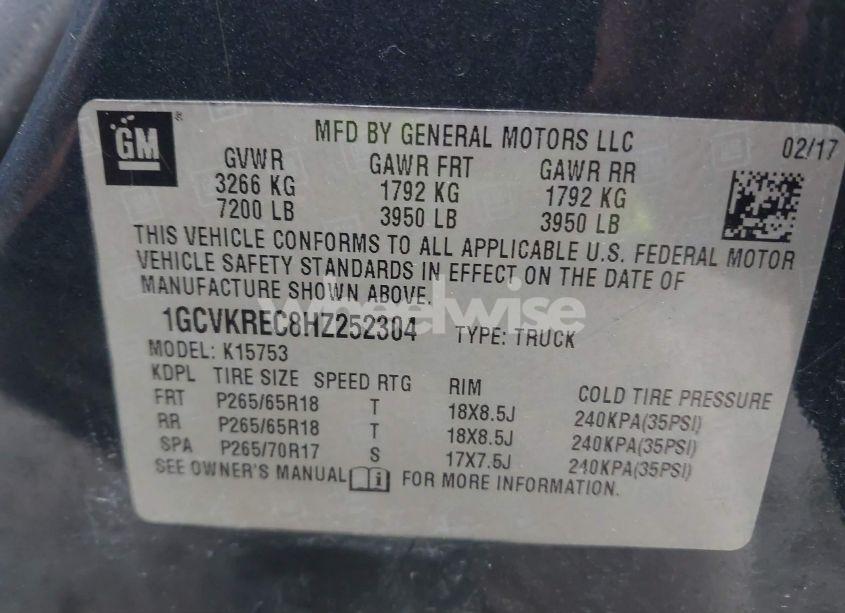 GM
MFD BY GENERAL MOTORS LLC
02/17
GVWR GAWR FRT GAWR RR
3266 KG 1792 KG 1792 KG
7200 LB 3950 LB 3950 LB
THIS VEHICLE CONFORMS TO ALL APPLICABLE U.S. FEDERAL MOTOR
VEHICLE SAFETY STANDARDS IN EFFECT ON THE DATE OF
MANUFACTURE SHOWN ABOVE.
wheelwise
1GCVKREC8HZ252304 TYPE: TRUCK
MODEL: K15753
KDPL TIRE SIZE SPEED RTG RIM COLD TIRE PRESSURE
FRT P265/65R18 T 18X8.5J 240KPA(35PSI)
RR P265/65R18 T 18X8.5J 240KPA(35PSI)
SPA P265/70R17 S 17X7.5J 240KPA(35PSI)
SEE OWNER'S MANUAL FOR MORE INFORMATION.